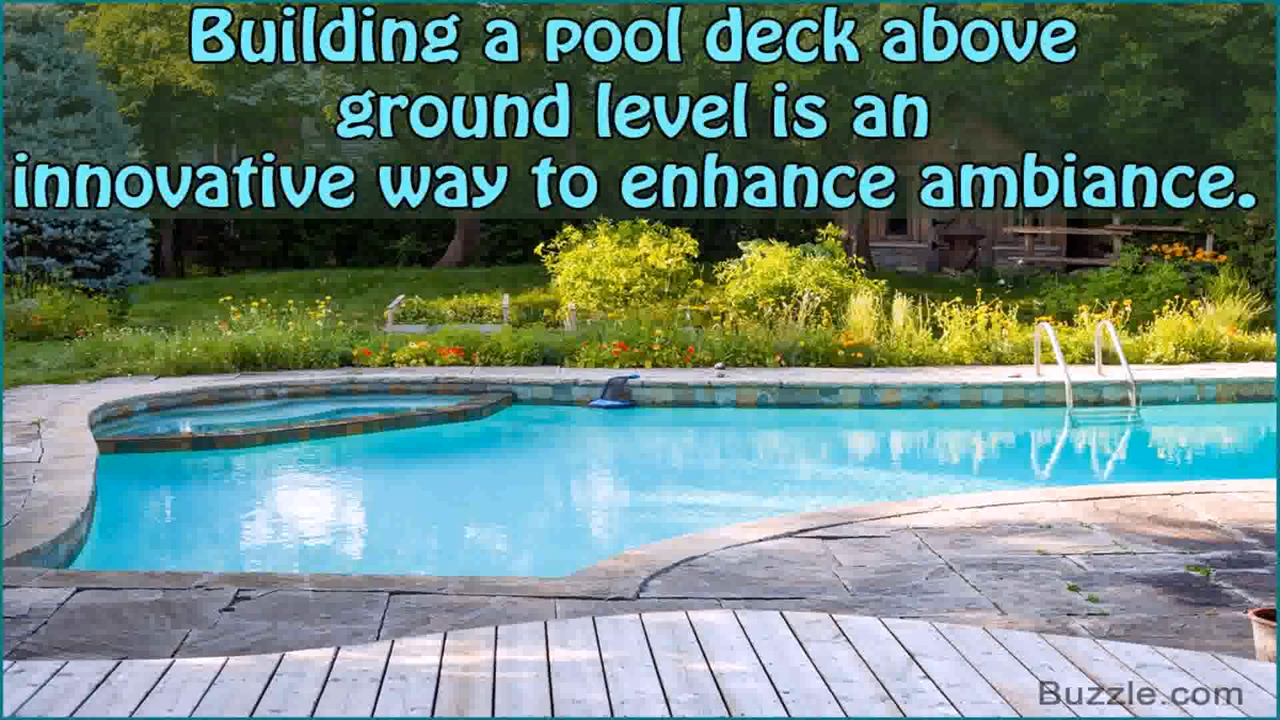 Building a pool deck above
ground level is an
innovative way to enhance ambiance.
Buzzle.com